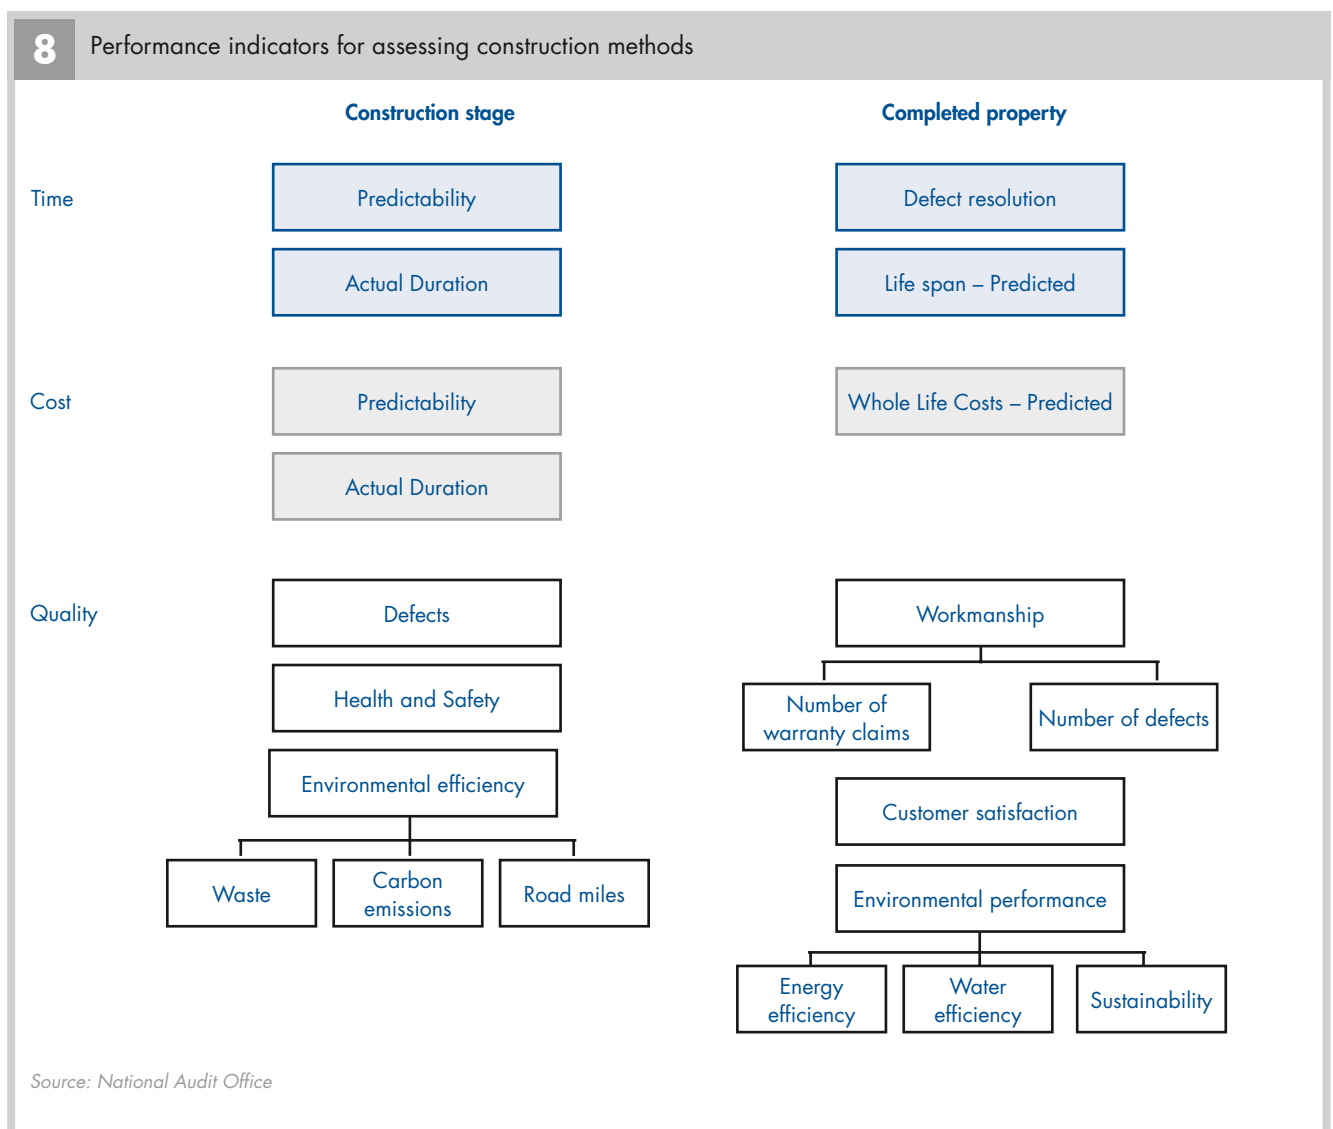 8
Performance indicators for assessing construction methods
Construction stage
Completed property
Time
Predictability
Defect resolution
Actual Duration
Life span – Predicted
Cost
Predictability
Whole Life Costs – Predicted
Actual Duration
Quality
Defects
Workmanship
Health and Safety
Number of
warranty claims
Number of defects
Environmental efficiency
Customer satisfaction
Waste
Carbon
emissions
Road miles
Environmental performance
Energy
efficiency
Water
efficiency
Sustainability
Source: National Audit Office